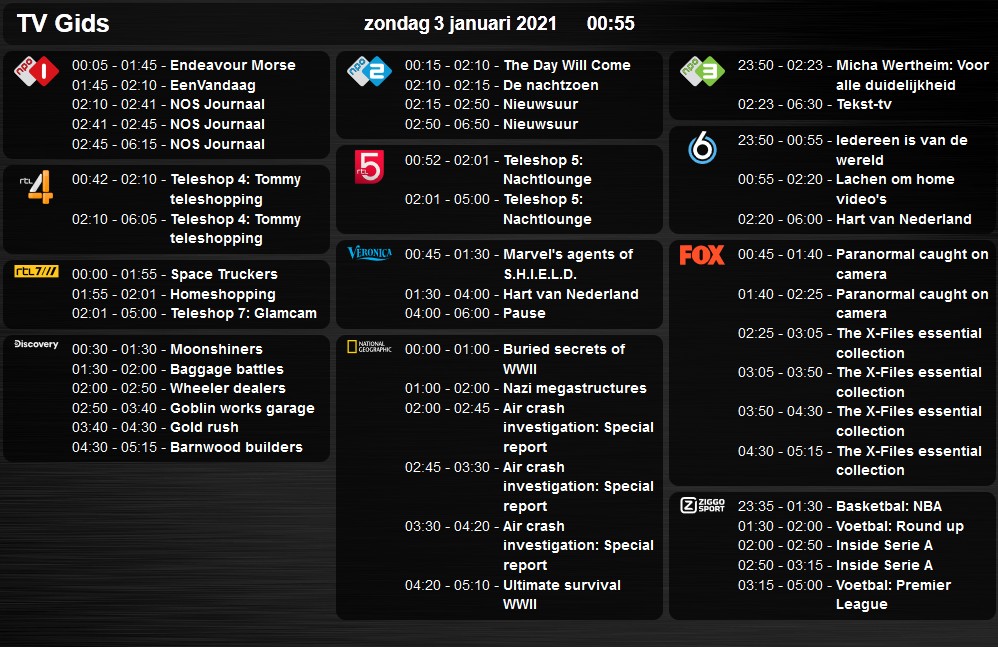 TV Gids
zondag 3 januari 2021 00:55
npo 1
00:05 - 01:45 - Endeavour Morse
01:45 - 02:10 - EenVandaag
02:10 - 02:41 - NOS Journaal
02:41 - 02:45 - NOS Journaal
02:45 - 06:15 - NOS Journaal
rtl 4
00:42 - 02:10 - Teleshop 4: Tommy
teleshopping
02:10 - 06:05 - Teleshop 4: Tommy
teleshopping
rtl 7
00:00 - 01:55 - Space Truckers
01:55 - 02:01 - Homeshopping
02:01 - 05:00 - Teleshop 7: Glamcam
Discovery
00:30 - 01:30 - Moonshiners
01:30 - 02:00 - Baggage battles
02:00 - 02:50 - Wheeler dealers
02:50 - 03:40 - Goblin works garage
03:40 - 04:30 - Gold rush
04:30 - 05:15 - Barnwood builders
npo 2
00:15 - 02:10 - The Day Will Come
02:10 - 02:15 - De nachtzoen
02:15 - 02:50 - Nieuwsuur
02:50 - 06:50 - Nieuwsuur
rtl 5
00:52 - 02:01 - Teleshop 5:
Nachtlounge
02:01 - 05:00 - Teleshop 5:
Nachtlounge
VERONICA
00:45 - 01:30 - Marvel's agents of
S.H.I.E.L.D.
01:30 - 04:00 - Hart van Nederland
04:00 - 06:00 - Pause
NATIONAL
GEOGRAPHIC
00:00 - 01:00 - Buried secrets of
WWII
01:00 - 02:00 - Nazi megastructures
02:00 - 02:45 - Air crash
investigation: Special
report
02:45 - 03:30 - Air crash
investigation: Special
report
03:30 - 04:20 - Air crash
investigation: Special
report
04:20 - 05:10 - Ultimate survival
WWII
npo 3
23:50 - 02:23 - Micha Wertheim: Voor
alle duidelijkheid
02:23 - 06:30 - Tekst-tv
6
23:50 - 00:55 - Iedereen is van de
wereld
00:55 - 02:20 - Lachen om home
video's
02:20 - 06:00 - Hart van Nederland
FOX
00:45 - 01:40 - Paranormal caught on
camera
01:40 - 02:25 - Paranormal caught on
camera
02:25 - 03:05 - The X-Files essential
collection
03:05 - 03:50 - The X-Files essential
collection
03:50 - 04:30 - The X-Files essential
collection
04:30 - 05:15 - The X-Files essential
collection
Z ZIGGO
SPORT
23:35 - 01:30 - Basketbal: NBA
01:30 - 02:00 - Voetbal: Round up
02:00 - 02:50 - Inside Serie A
02:50 - 03:15 - Inside Serie A
03:15 - 05:00 - Voetbal: Premier
League